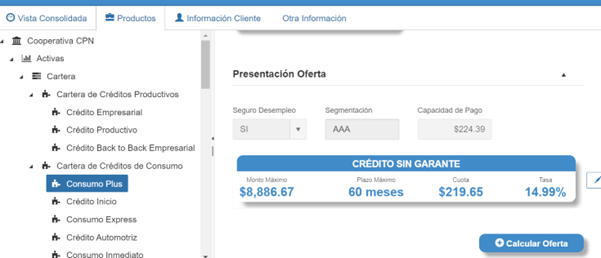 Vista Consolidada
Productos
Información Cliente
Otra Información
Cooperativa CPN
Activas
Cartera
Cartera de Créditos Productivos
Crédito Empresarial
Crédito Productivo
Crédito Back to Back Empresarial
Cartera de Créditos de Consumo
Consumo Plus
Crédito Inicio
Consumo Express
Crédito Automotriz
Consumo Inmediato
Presentación Oferta
Seguro Desempleo Segmentación Capacidad de Pago
SI AAA $224.39
CRÉDITO SIN GARANTE
Monto Máximo Plazo Máximo Cuota Tasa
$8,886.67 60 meses $219.65 14.99%
Calcular Oferta